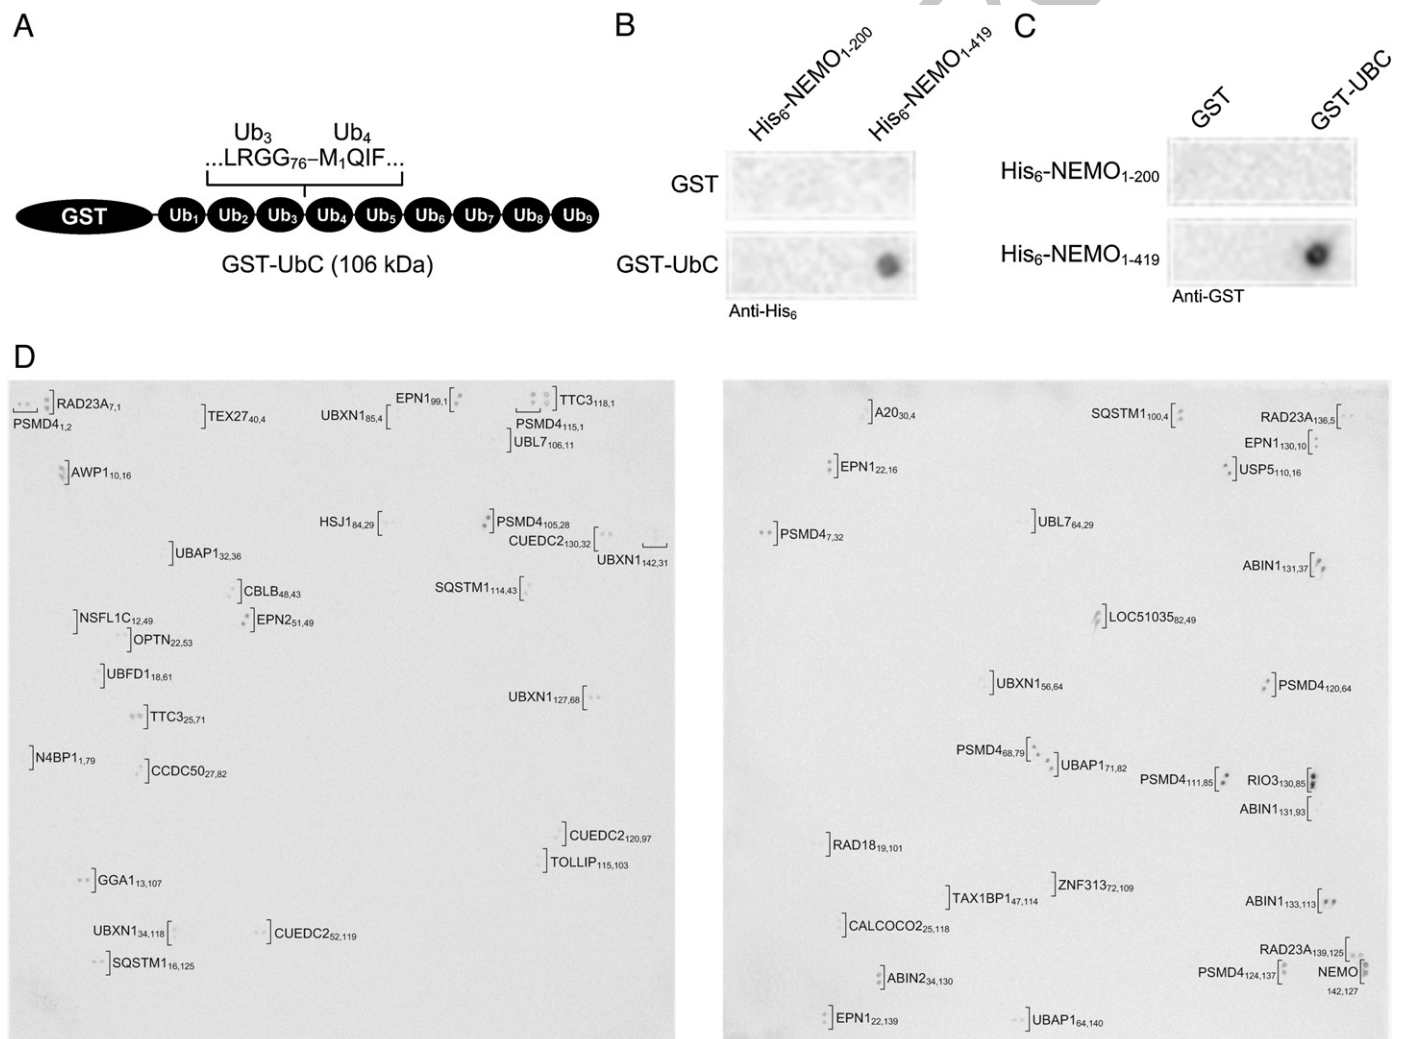 A
B
C
His6-NEMO1-200
His6-NEMO1-419
GST
GST-UBC
Ub3 Ub4
...LRGG76–M1QIF...
GST Ub1 Ub2 Ub3 Ub4 Ub5 Ub6 Ub7 Ub8 Ub9
GST-UbC (106 kDa)
GST
GST-UbC
Anti-His6
His6-NEMO1-200
His6-NEMO1-419
Anti-GST
D
RAD23A7,1
PSMD41,2
TEX2740,4
UBXN185,4
EPN199,1
TTC3118,1
PSMD4115,1
UBL7106,11
AWP110,16
HSJ184,29
PSMD4105,28
CUEDC2130,32
UBXN1142,31
UBAP132,36
CBLB48,43
SQSTM1114,43
NSFL1C12,49
EPN251,49
OPTN22,53
UBFD118,61
UBXN1127,68
TTC325,71
N4BP11,79
CCDC5027,82
CUEDC2120,97
TOLLIP115,103
GGA113,107
UBXN134,118
CUEDC252,119
SQSTM116,125
A2030,4
SQSTM1100,4
RAD23A136,5
EPN1130,10
EPN122,16
USP5110,16
UBL764,29
PSMD47,32
ABIN1131,37
LOC5103582,49
UBXN156,64
PSMD4120,64
PSMD468,79
UBAP171,82
PSMD4111,85
RIO3130,85
ABIN1131,93
RAD1819,101
ZNF31372,109
TAX1BP147,114
ABIN1133,113
CALCOCO225,118
RAD23A139,125
PSMD4124,137
NEMO
142,127
ABIN234,130
EPN122,139
UBAP164,140